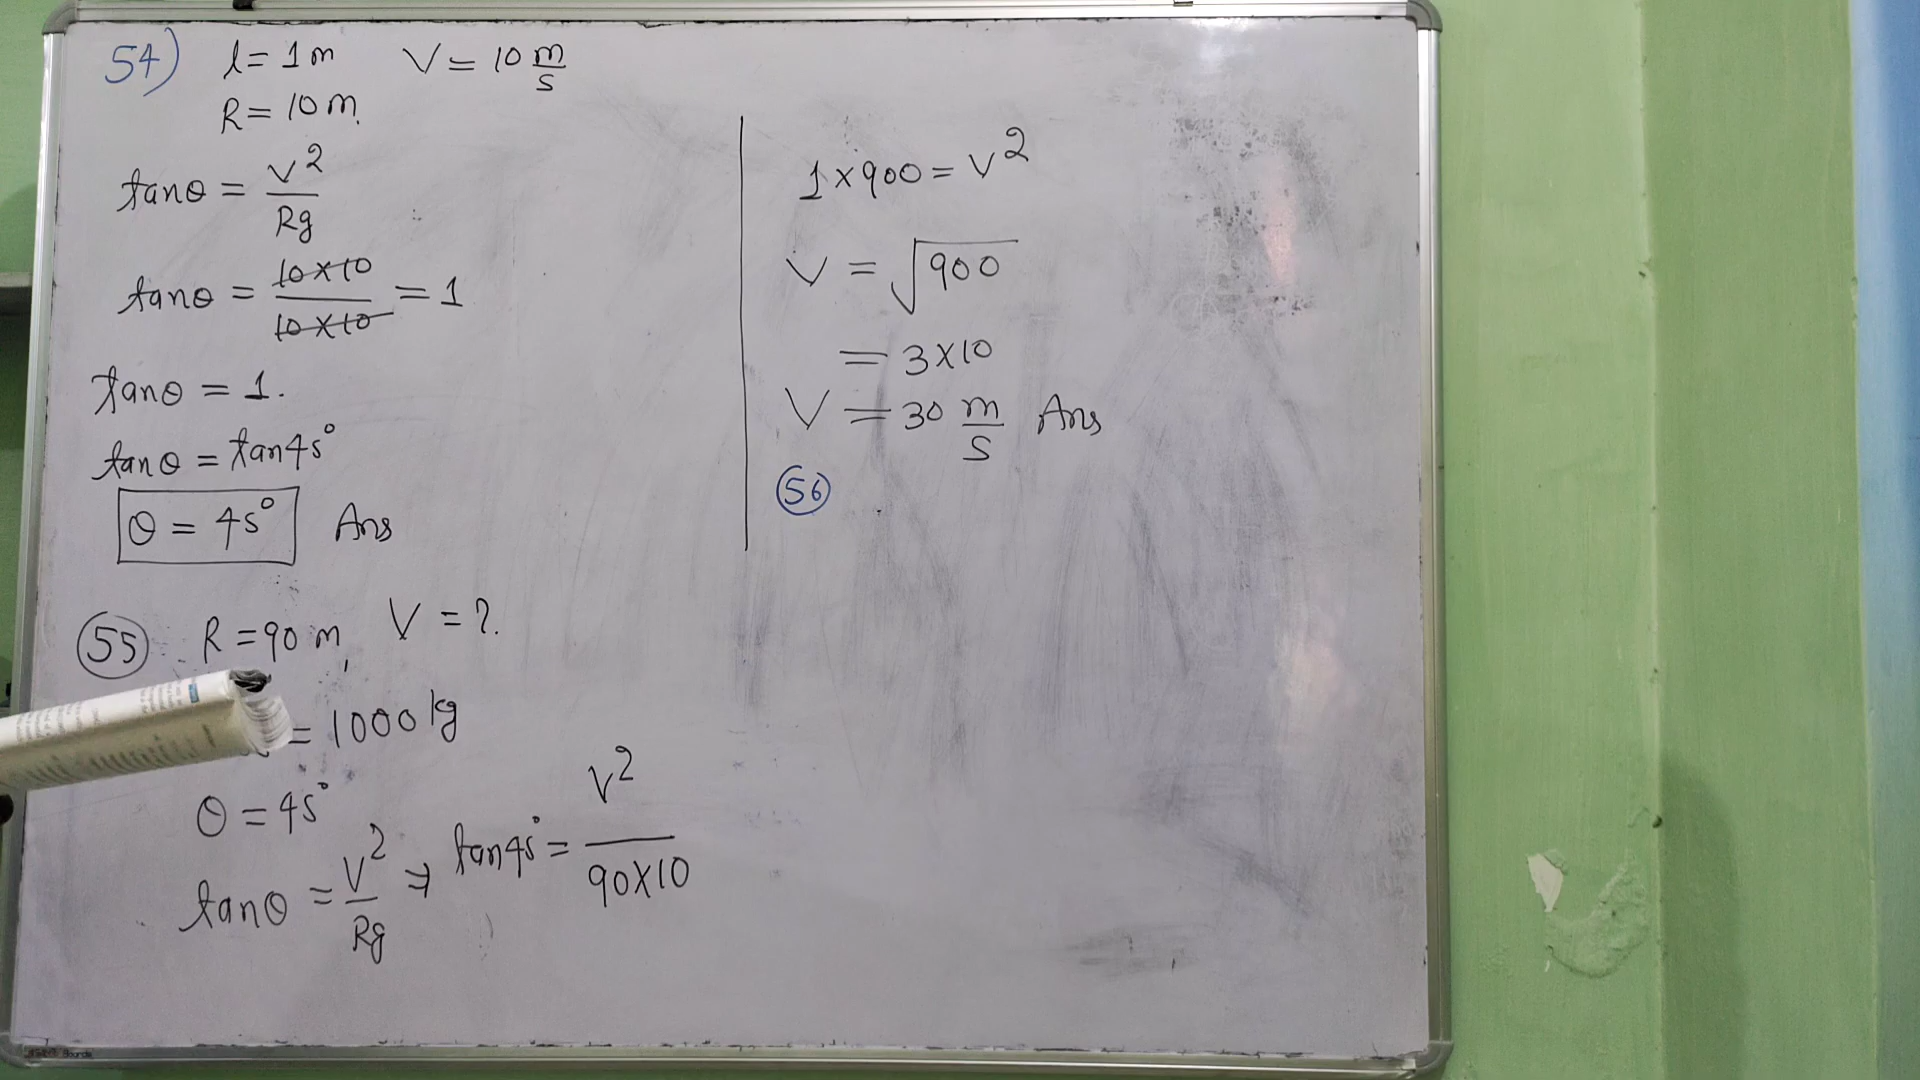 54) l = 1 m V = 10 m/s
R = 10 m
tanθ = V²/Rg
tanθ = 10×10/10×10 = 1
tanθ = 1.
tanθ = tan45°
θ = 45° Ans
55 R = 90 m, V = ?
= 1000 kg
θ = 45°
tanθ = V²/Rg ⇒ tan45° = V²/90×10
1×900 = V²
V = √900
= 3×10
V = 30 m/s Ans
56